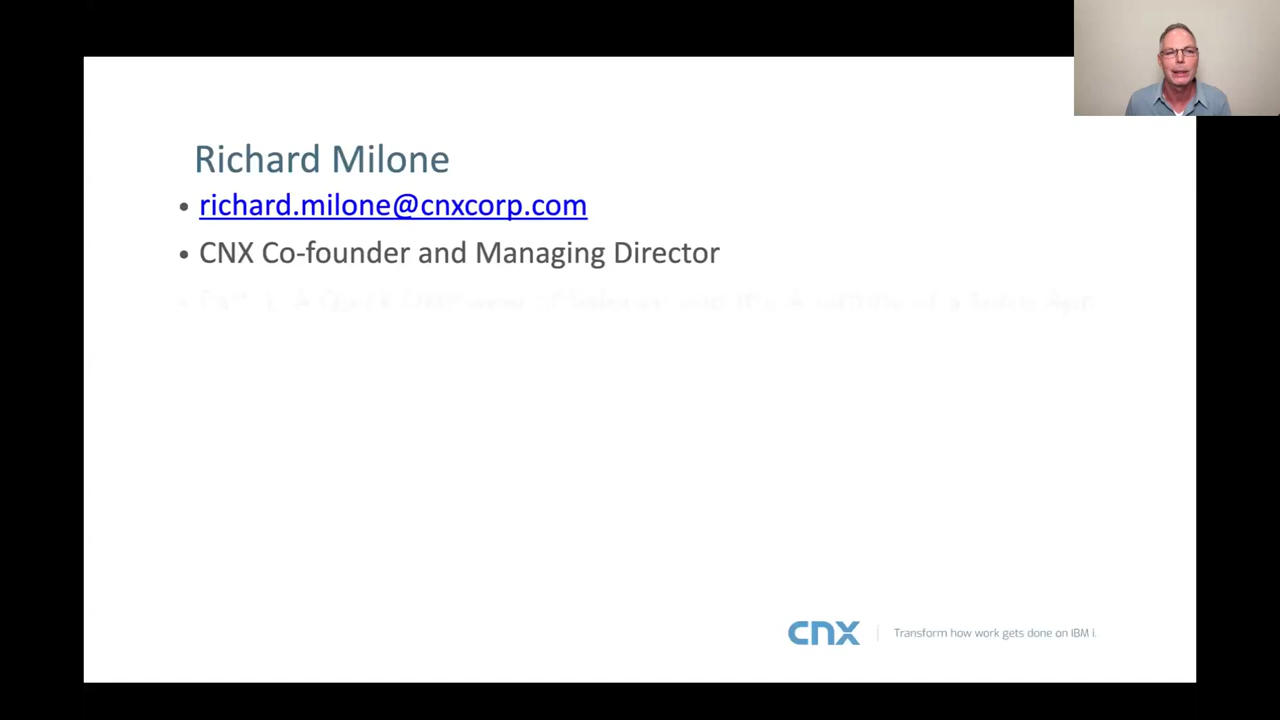 Richard Milone
• richard.milone@cnxcorp.com
• CNX Co-founder and Managing Director
CNX | Transform how work gets done on IBM i.